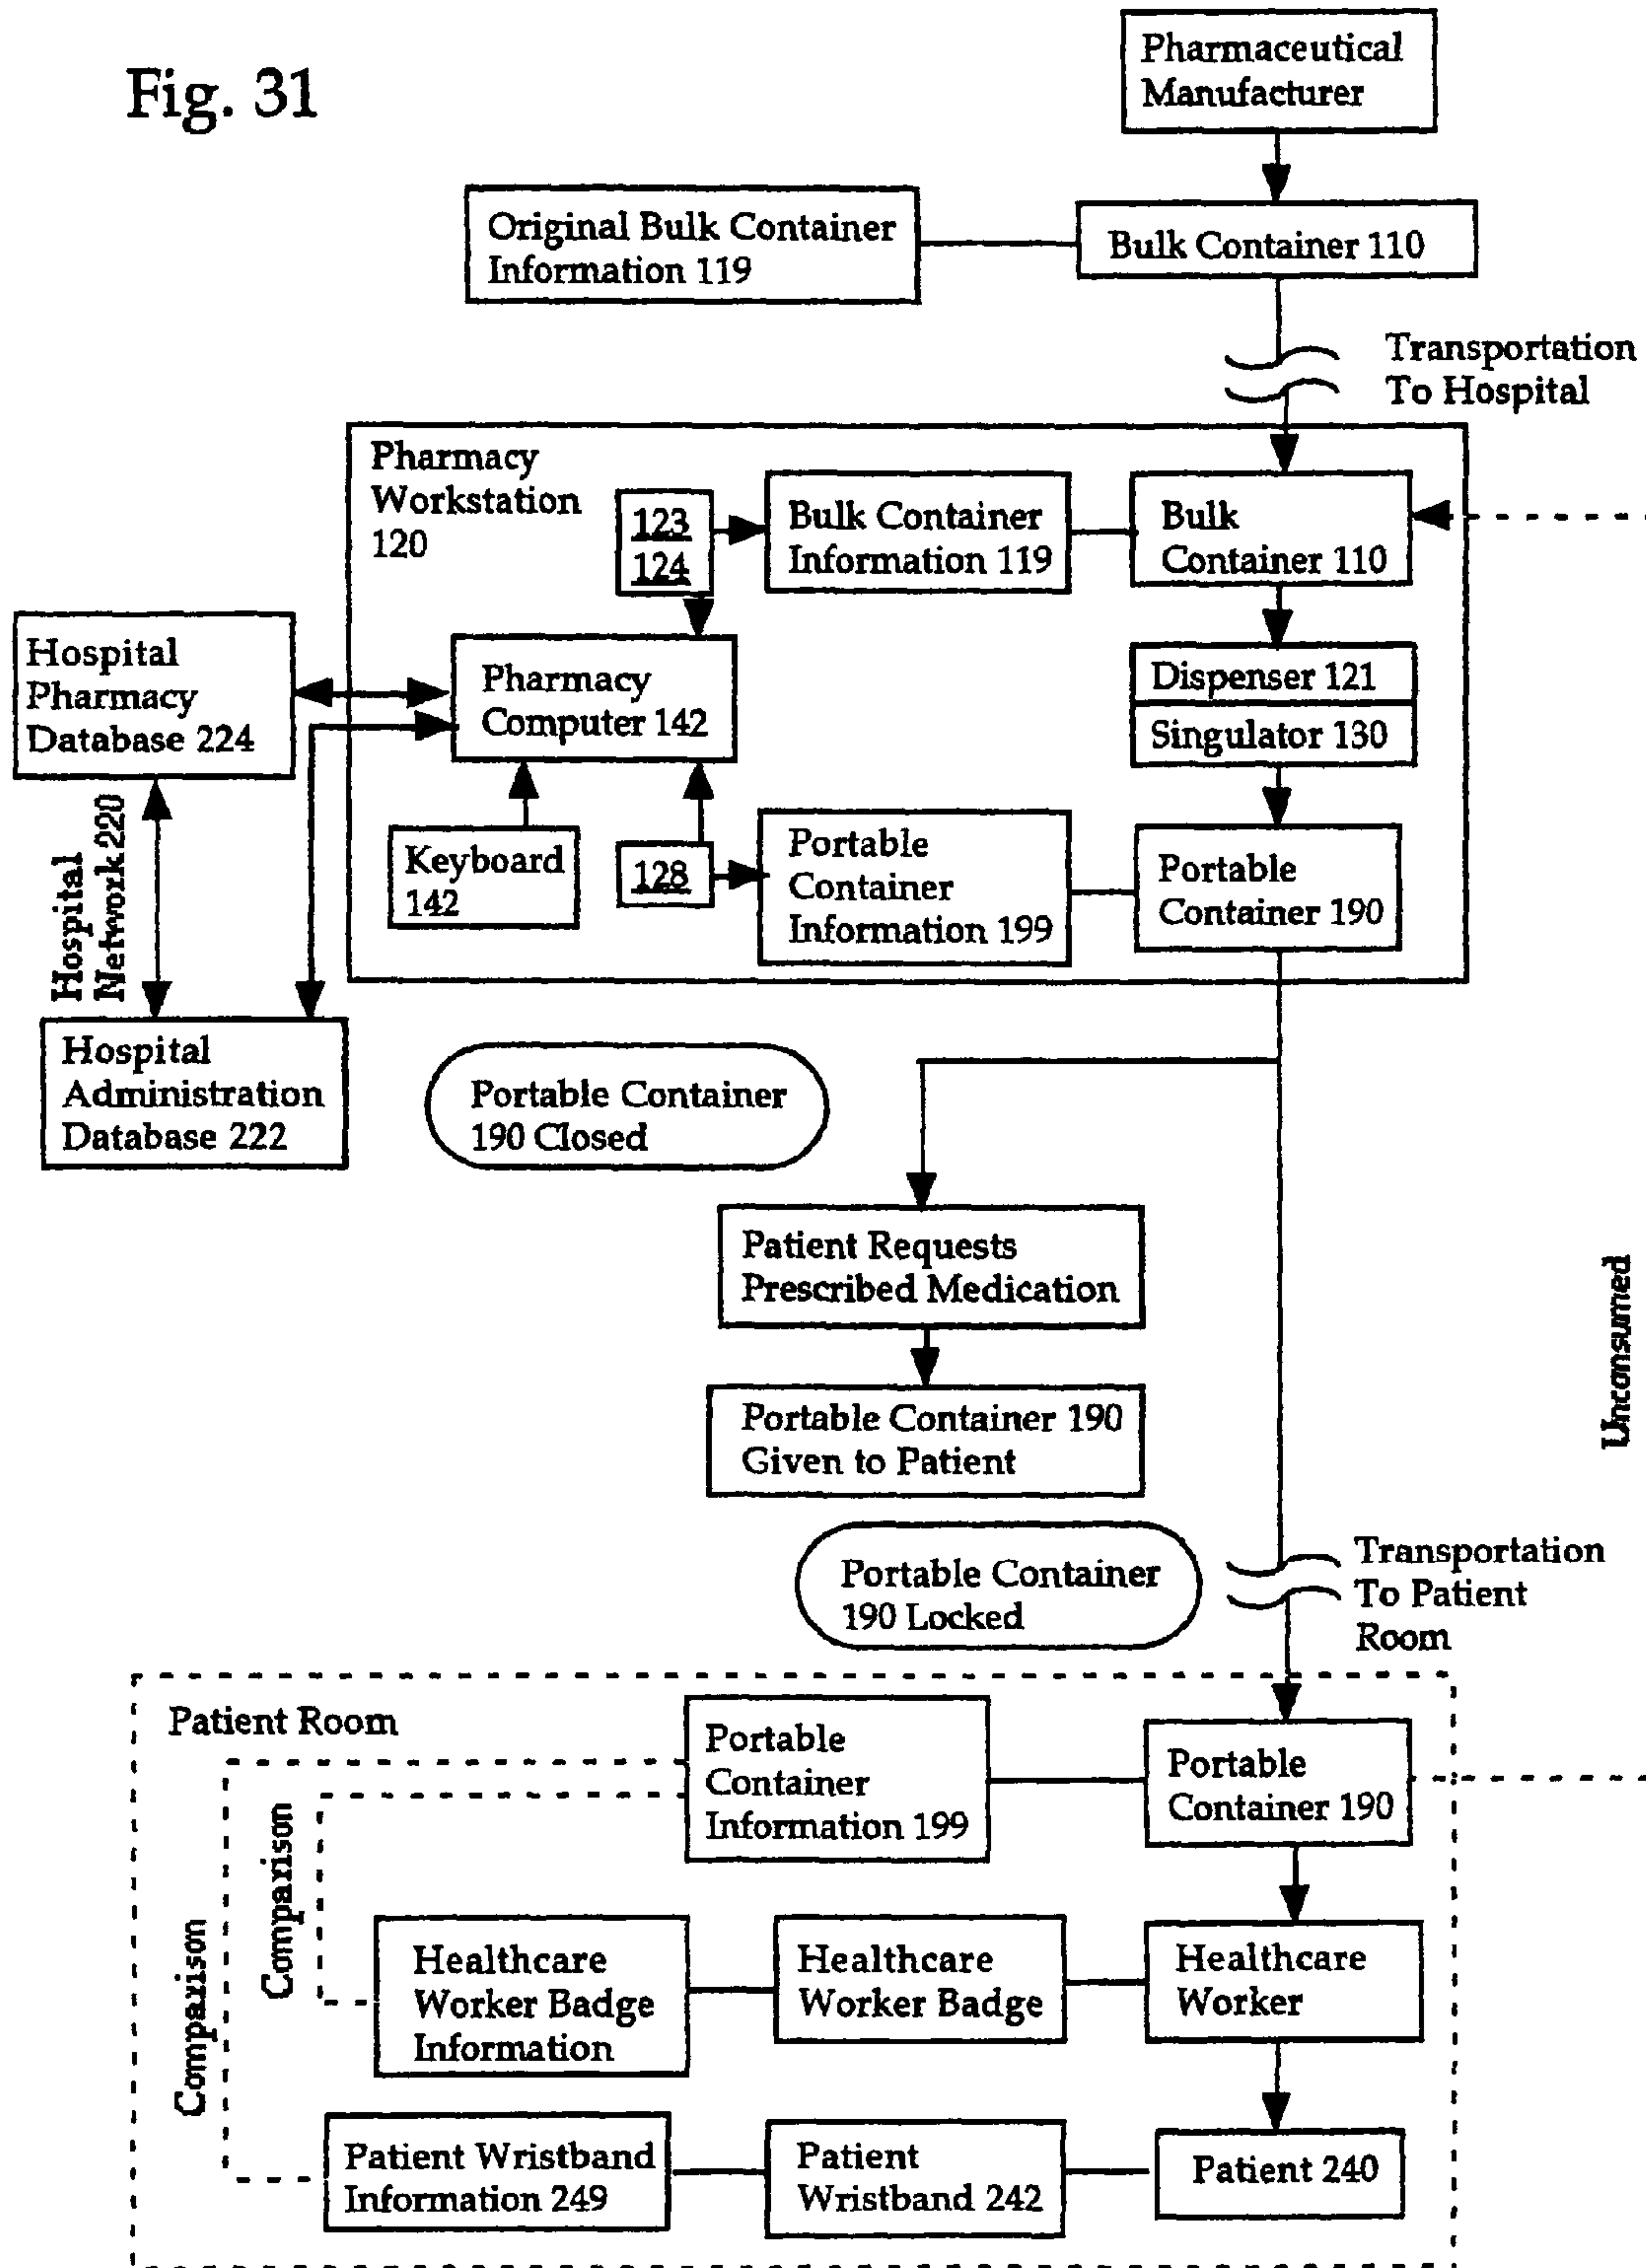 Fig. 31
Pharmaceutical
Manufacturer
Original Bulk Container
Information 119
Bulk Container 110
Transportation
To Hospital
Pharmacy
Workstation
120
123
124
Bulk Container
Information 119
Bulk
Container 110
Hospital
Pharmacy
Database 224
Pharmacy
Computer 142
Dispenser 121
Singulator 130
Hospital
Network 220
Keyboard
142
128
Portable
Container
Information 199
Portable
Container 190
Hospital
Administration
Database 222
Portable Container
190 Closed
Patient Requests
Prescribed Medication
Unconsumed
Portable Container 190
Given to Patient
Portable Container
190 Locked
Transportation
To Patient
Room
Patient Room
Portable
Container
Information 199
Portable
Container 190
Comparison
Comparison
Healthcare
Worker Badge
Information
Healthcare
Worker Badge
Healthcare
Worker
Patient Wristband
Information 249
Patient
Wristband 242
Patient 240